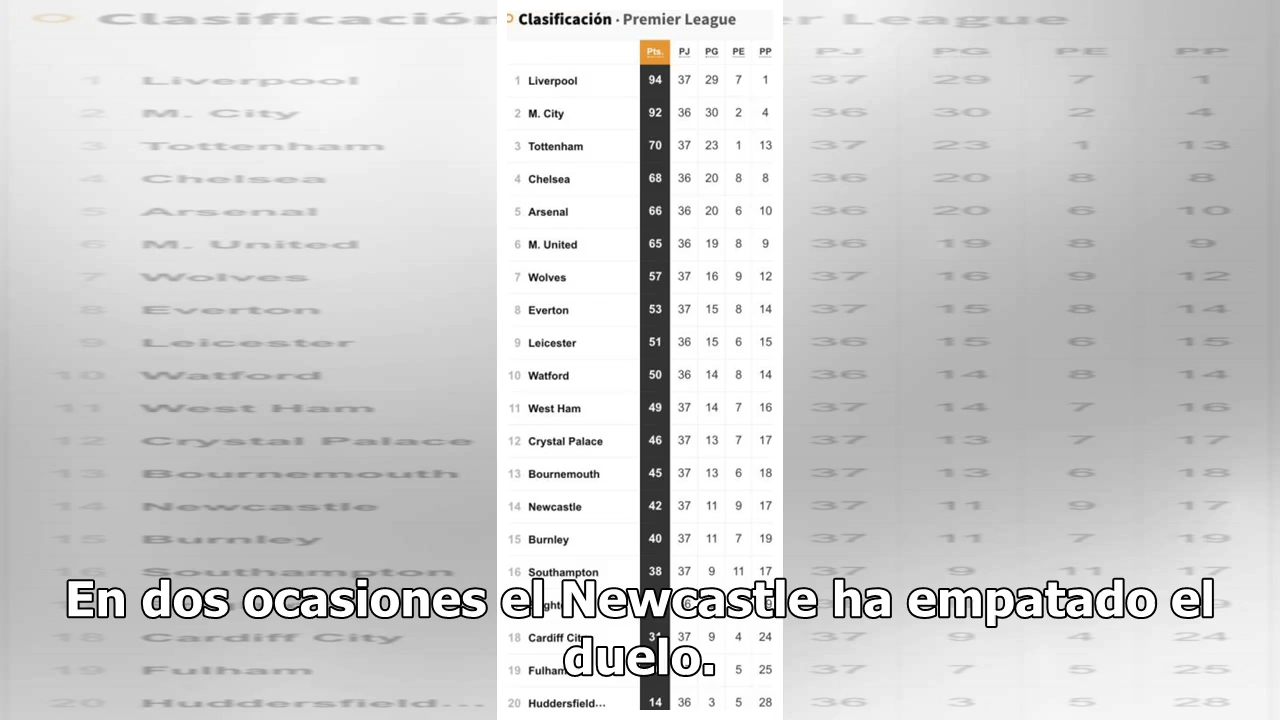 Clasificación · Premier League
Pts. PJ PG PE PP
1 Liverpool 94 37 29 7 1
2 M. City 92 36 30 2 4
3 Tottenham 70 37 23 1 13
4 Chelsea 68 36 20 8 8
5 Arsenal 66 36 20 6 10
6 M. United 65 36 19 8 9
7 Wolves 57 37 16 9 12
8 Everton 53 37 15 8 14
9 Leicester 51 36 15 6 15
10 Watford 50 36 14 8 14
11 West Ham 49 37 14 7 16
12 Crystal Palace 46 37 13 7 17
13 Bournemouth 45 37 13 6 18
14 Newcastle 42 37 11 9 17
15 Burnley 40 37 11 7 19
16 Southampton 38 37 9 11 17
En dos ocasiones el Newcastle ha empatado el
18 Cardiff City 31 37 9 4 24
duelo.
19 Fulham 5 25
20 Huddersfield... 14 36 3 5 28